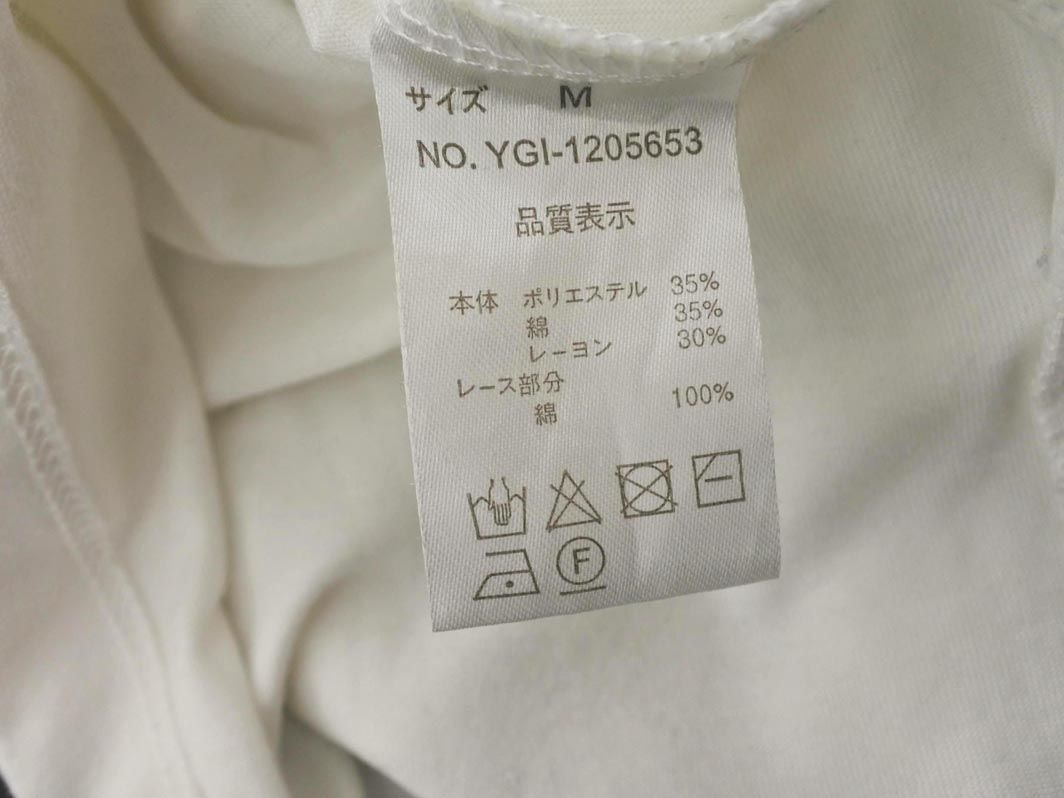 サイズ M
NO. YGI-1205653
品質表示
本体 ポリエステル 35%
綿 35%
レーヨン 30%
レース部分
綿 100%
F